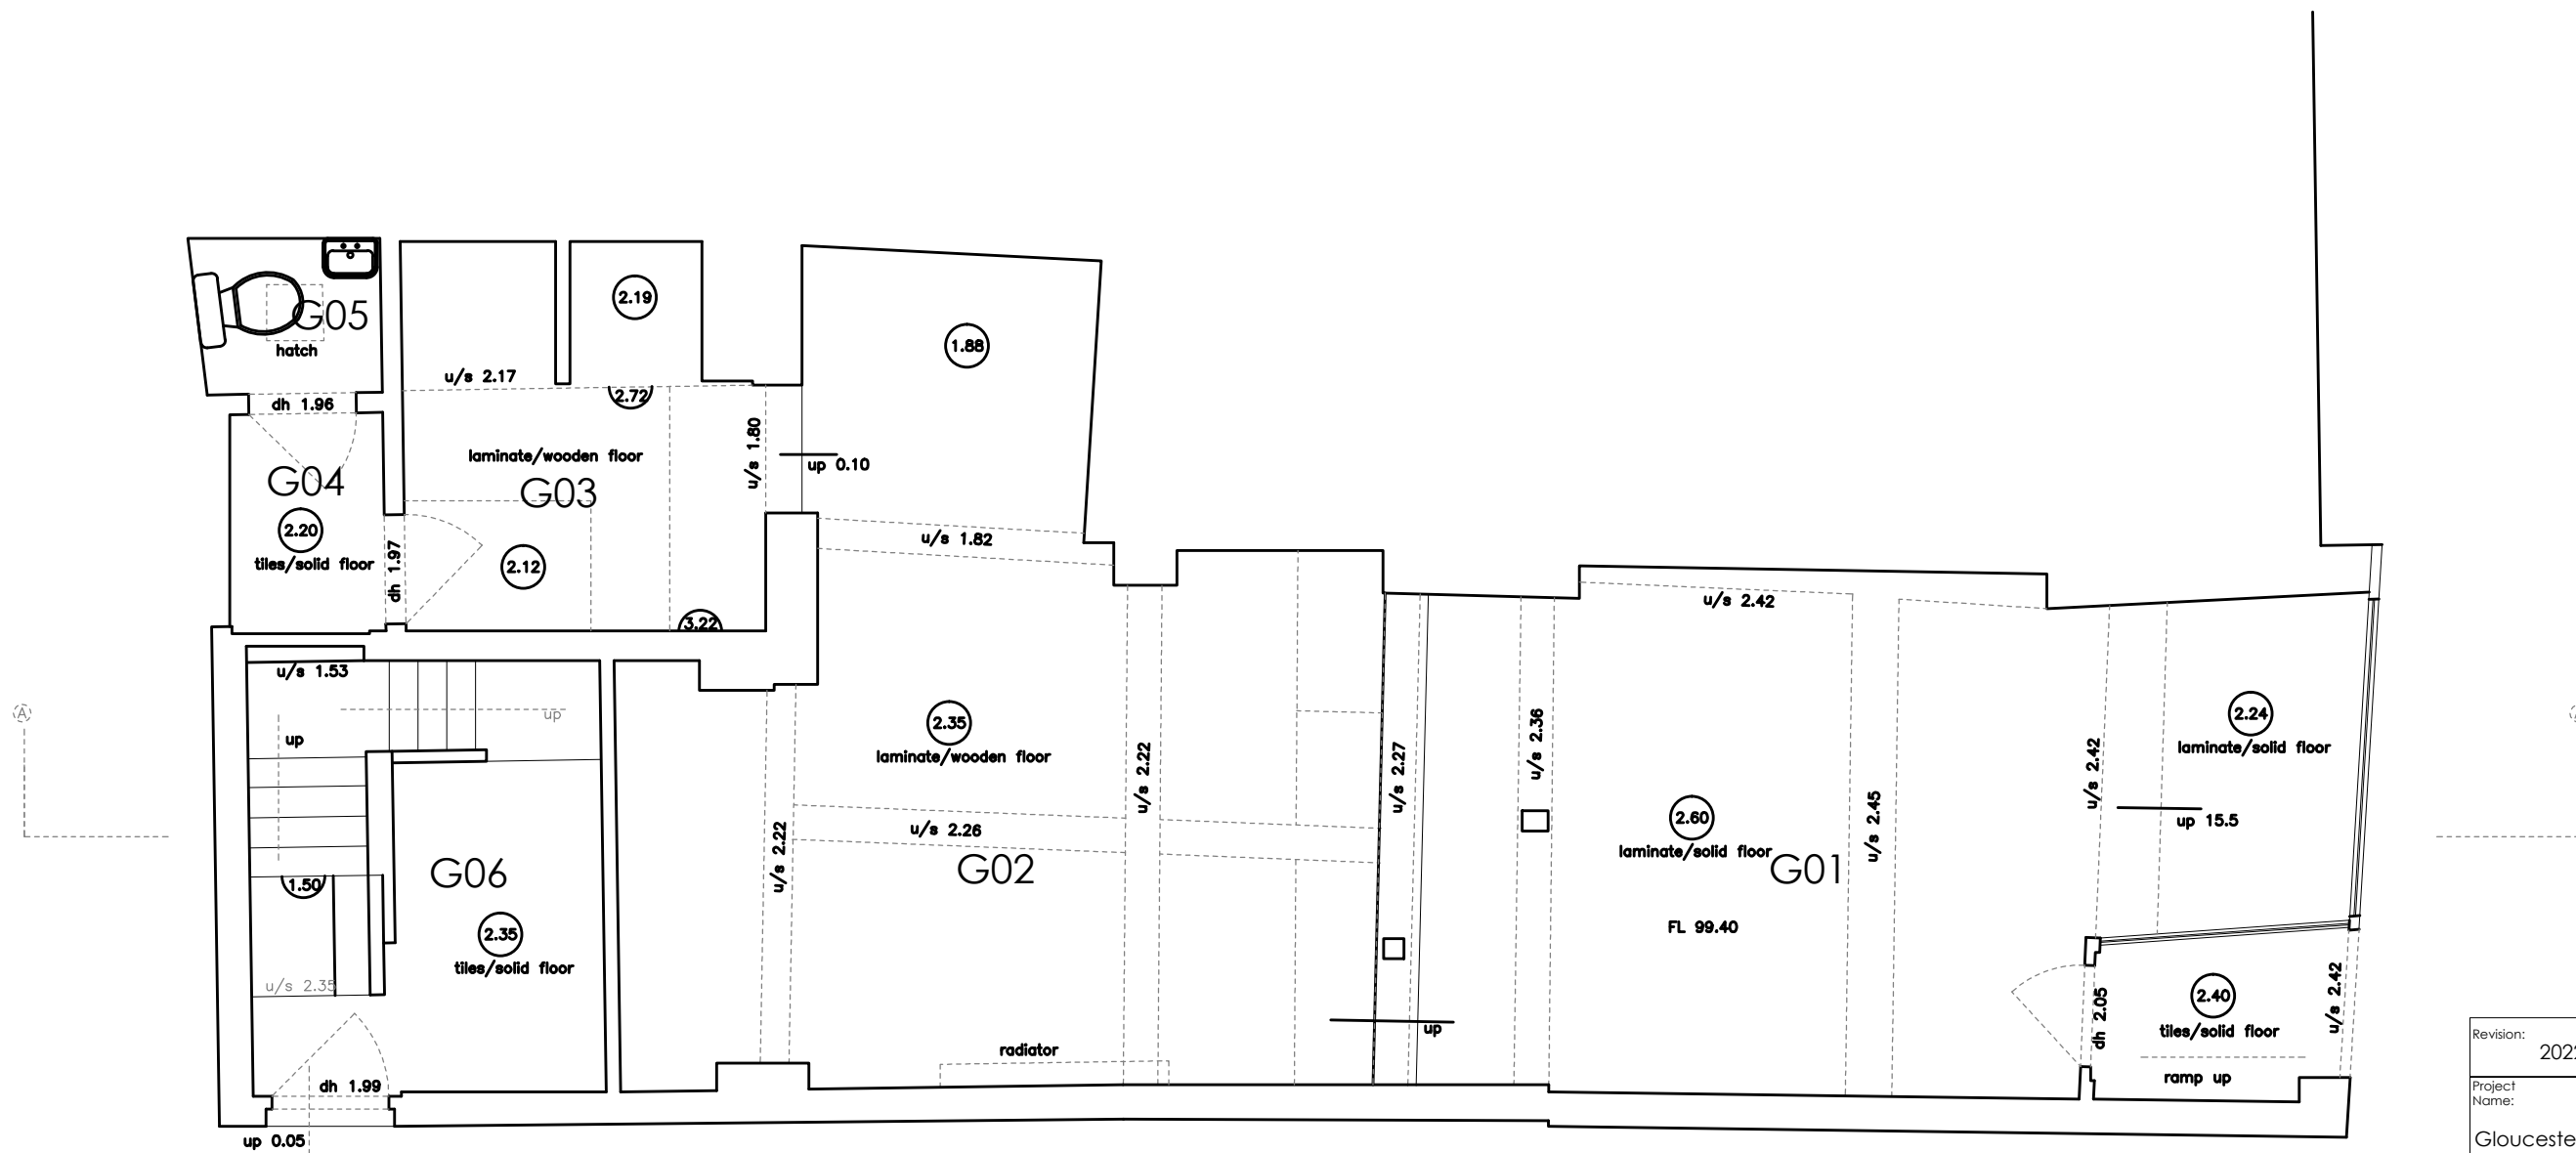 G05
hatch
2.19
1.88
u/s 2.17
2.72
dh 1.96
u/s 1.80
laminate/wooden floor
up 0.10
G04
G03
2.20
tiles/solid floor
dh 1.97
2.12
u/s 1.82
3.22
u/s 2.42
u/s 1.53
up
up
A
2.35
laminate/wooden floor
u/s 2.22
u/s 2.27
u/s 2.36
u/s 2.42
2.24
laminate/solid floor
up 15.5
u/s 2.22
u/s 2.26
G02
2.60
laminate/solid floor
G01
u/s 2.45
FL 99.40
G06
1.50
2.35
tiles/solid floor
u/s 2.35
dh 1.99
up 0.05
radiator
up
dh 2.05
2.40
tiles/solid floor
u/s 2.42
ramp up
Revision:
Project
Name: